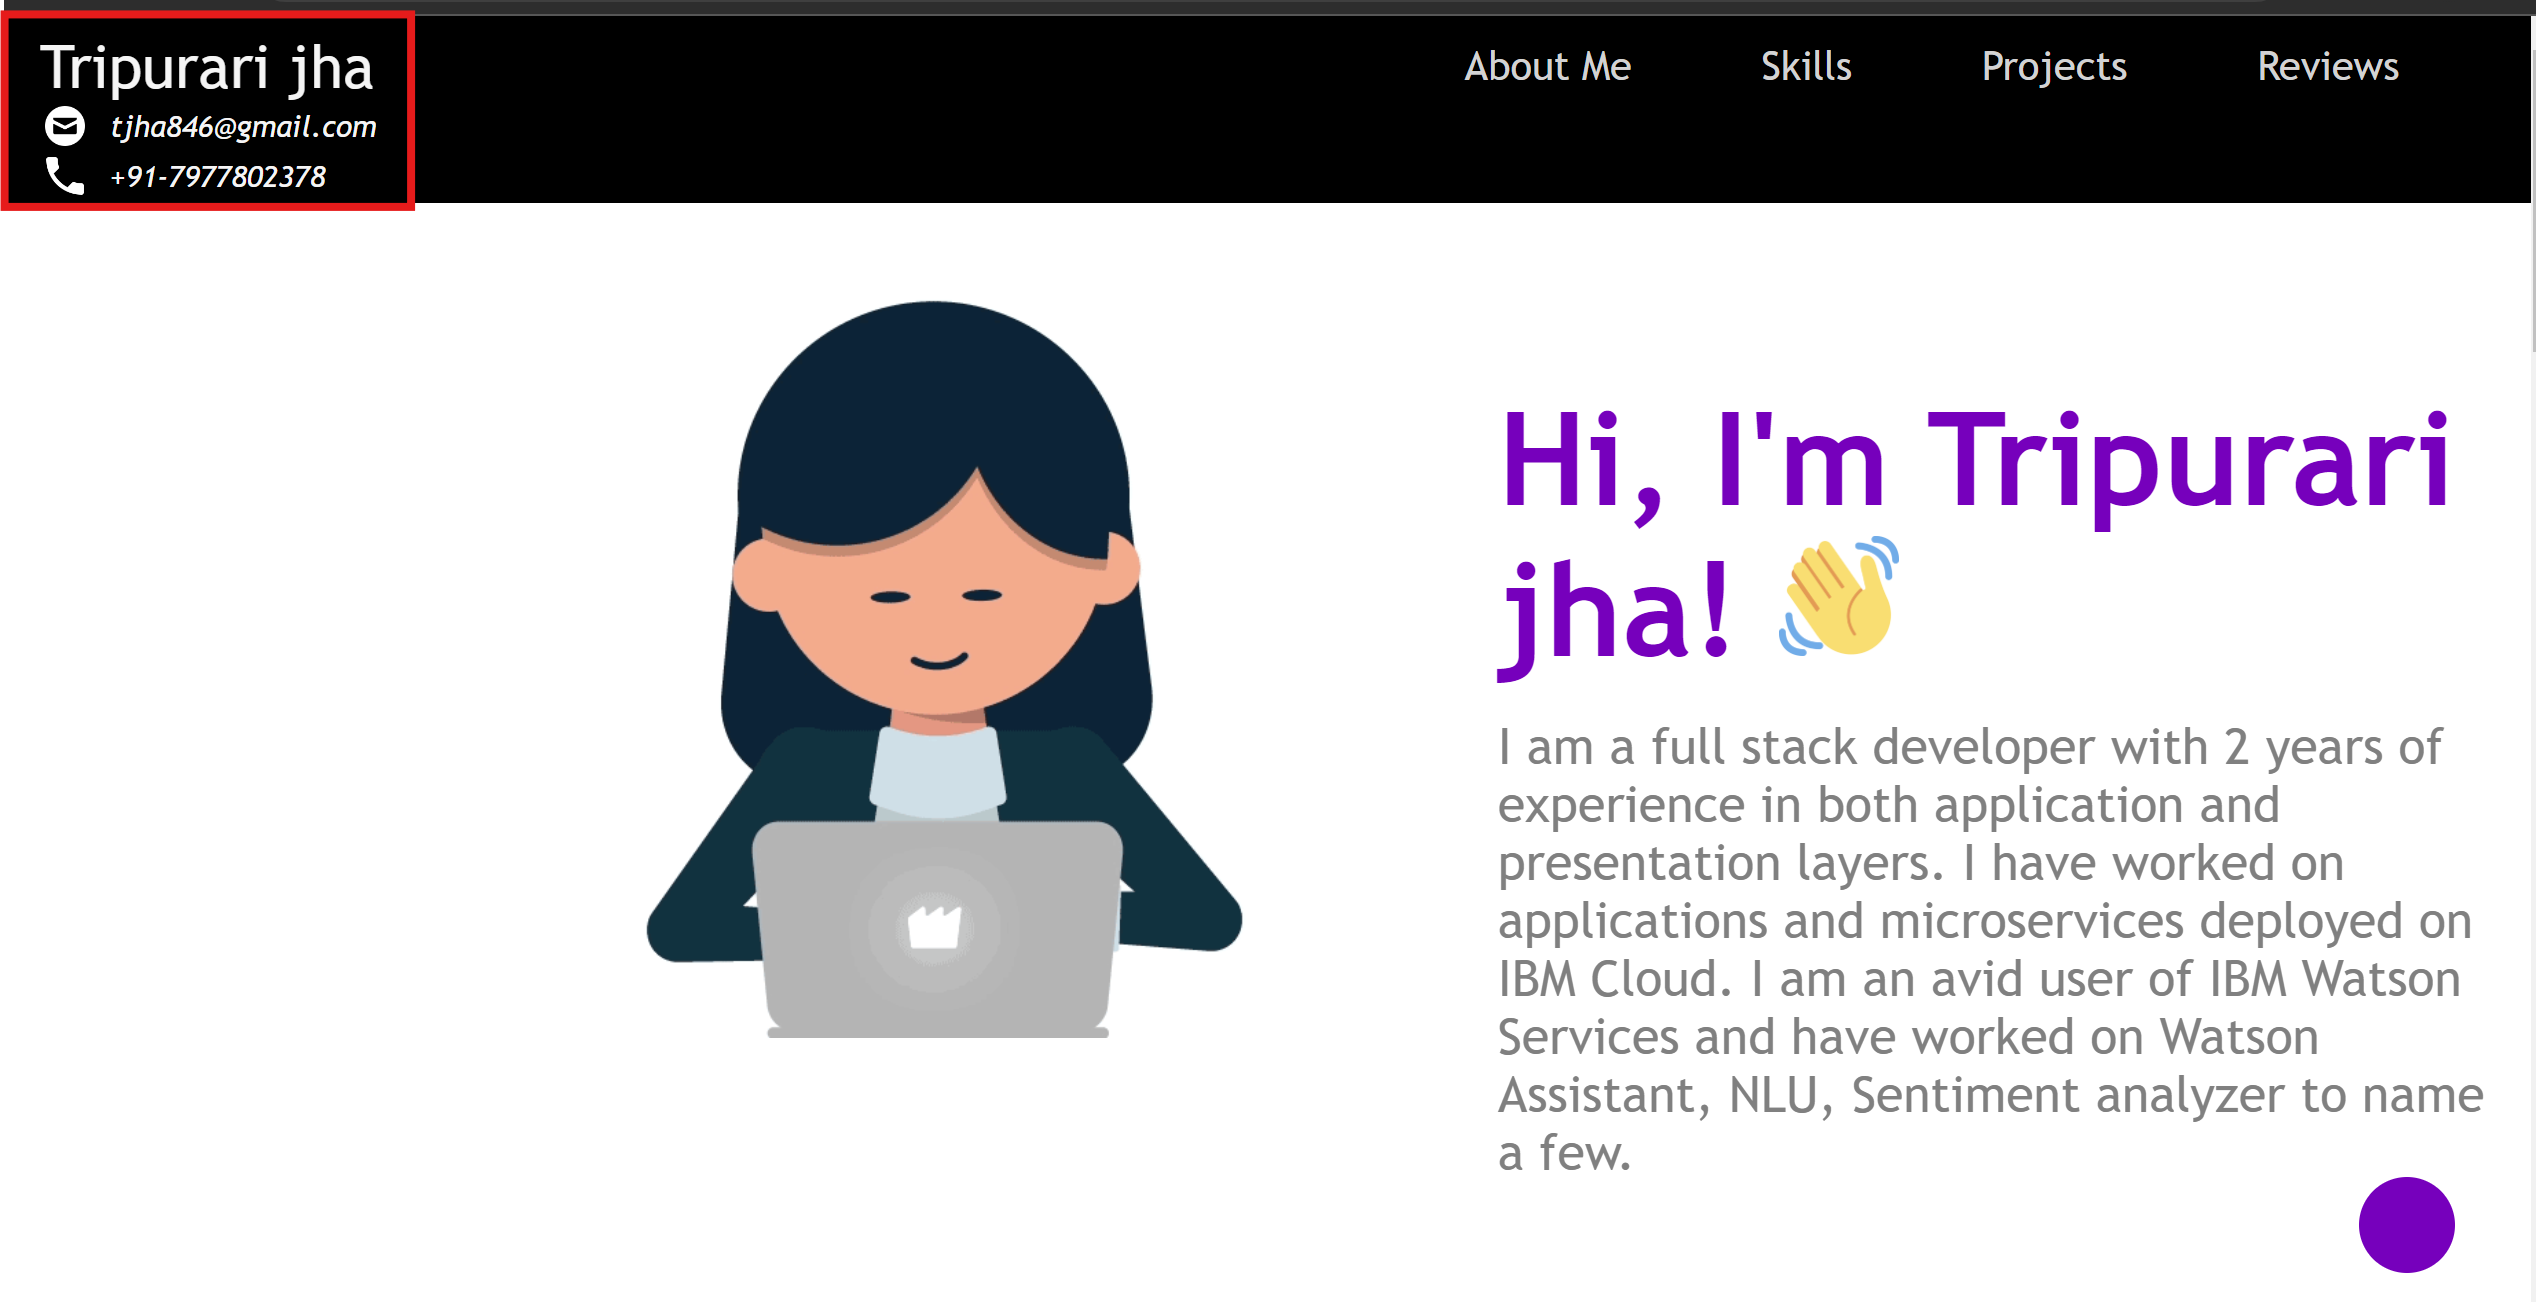 Tripurari jha
tjha846@gmail.com
+91-7977802378
About Me
Skills
Projects
Reviews
Hi, I'm Tripurari
jha!
I am a full stack developer with 2 years of
experience in both application and
presentation layers. I have worked on
applications and microservices deployed on
IBM Cloud. I am an avid user of IBM Watson
Services and have worked on Watson
Assistant, NLU, Sentiment analyzer to name
a few.